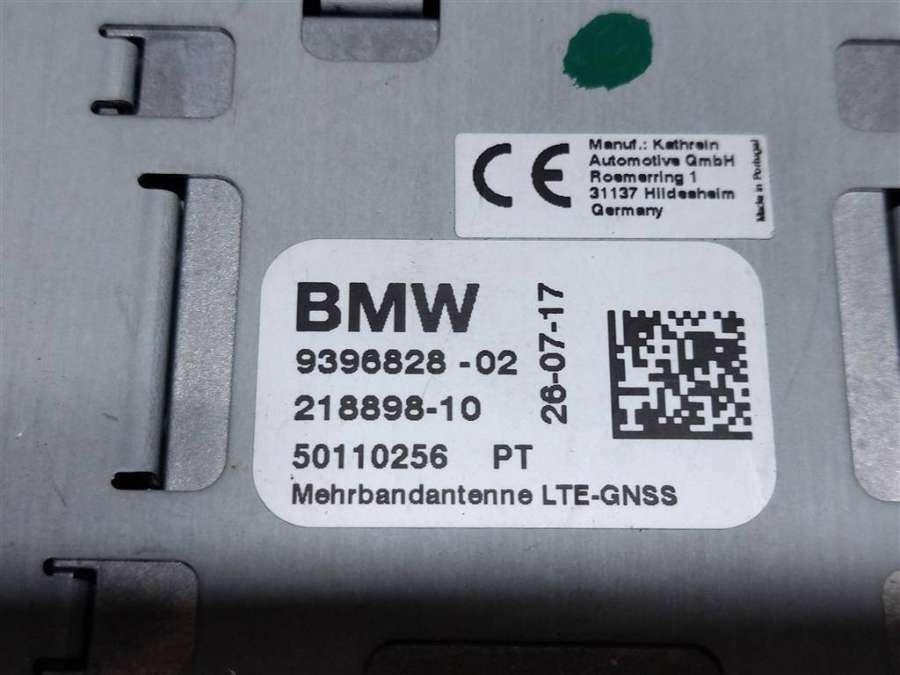 CE
Manuf.: Kathrein
Automotive GmbH
Roemerring 1
31137 Hildesheim
Germany
Made in Portugal
BMW
9396828 -02
218898-10
50110256 PT
Mehrbandantenne LTE-GNSS
26-07-17